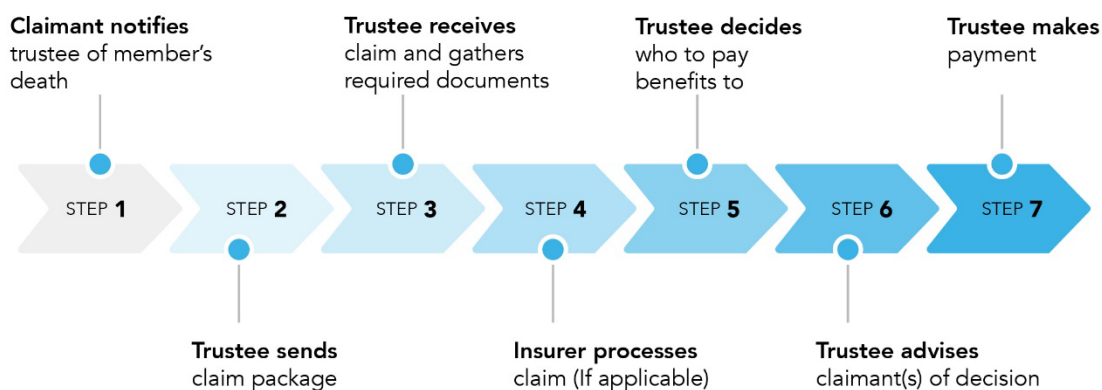 Claimant notifies
trustee of member’s
death
Trustee receives
claim and gathers
required documents
Trustee decides
who to pay
benefits to
Trustee makes
payment
STEP 1
STEP 2
STEP 3
STEP 4
STEP 5
STEP 6
STEP 7
Trustee sends
claim package
Insurer processes
claim (If applicable)
Trustee advises
claimant(s) of decision